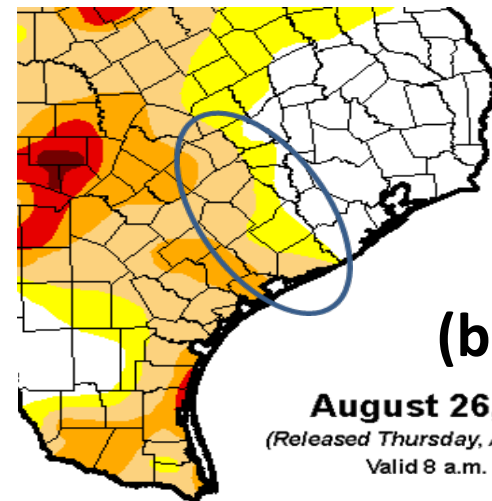 (b
August 26,
(Released Thursday, A
Valid 8 a.m.